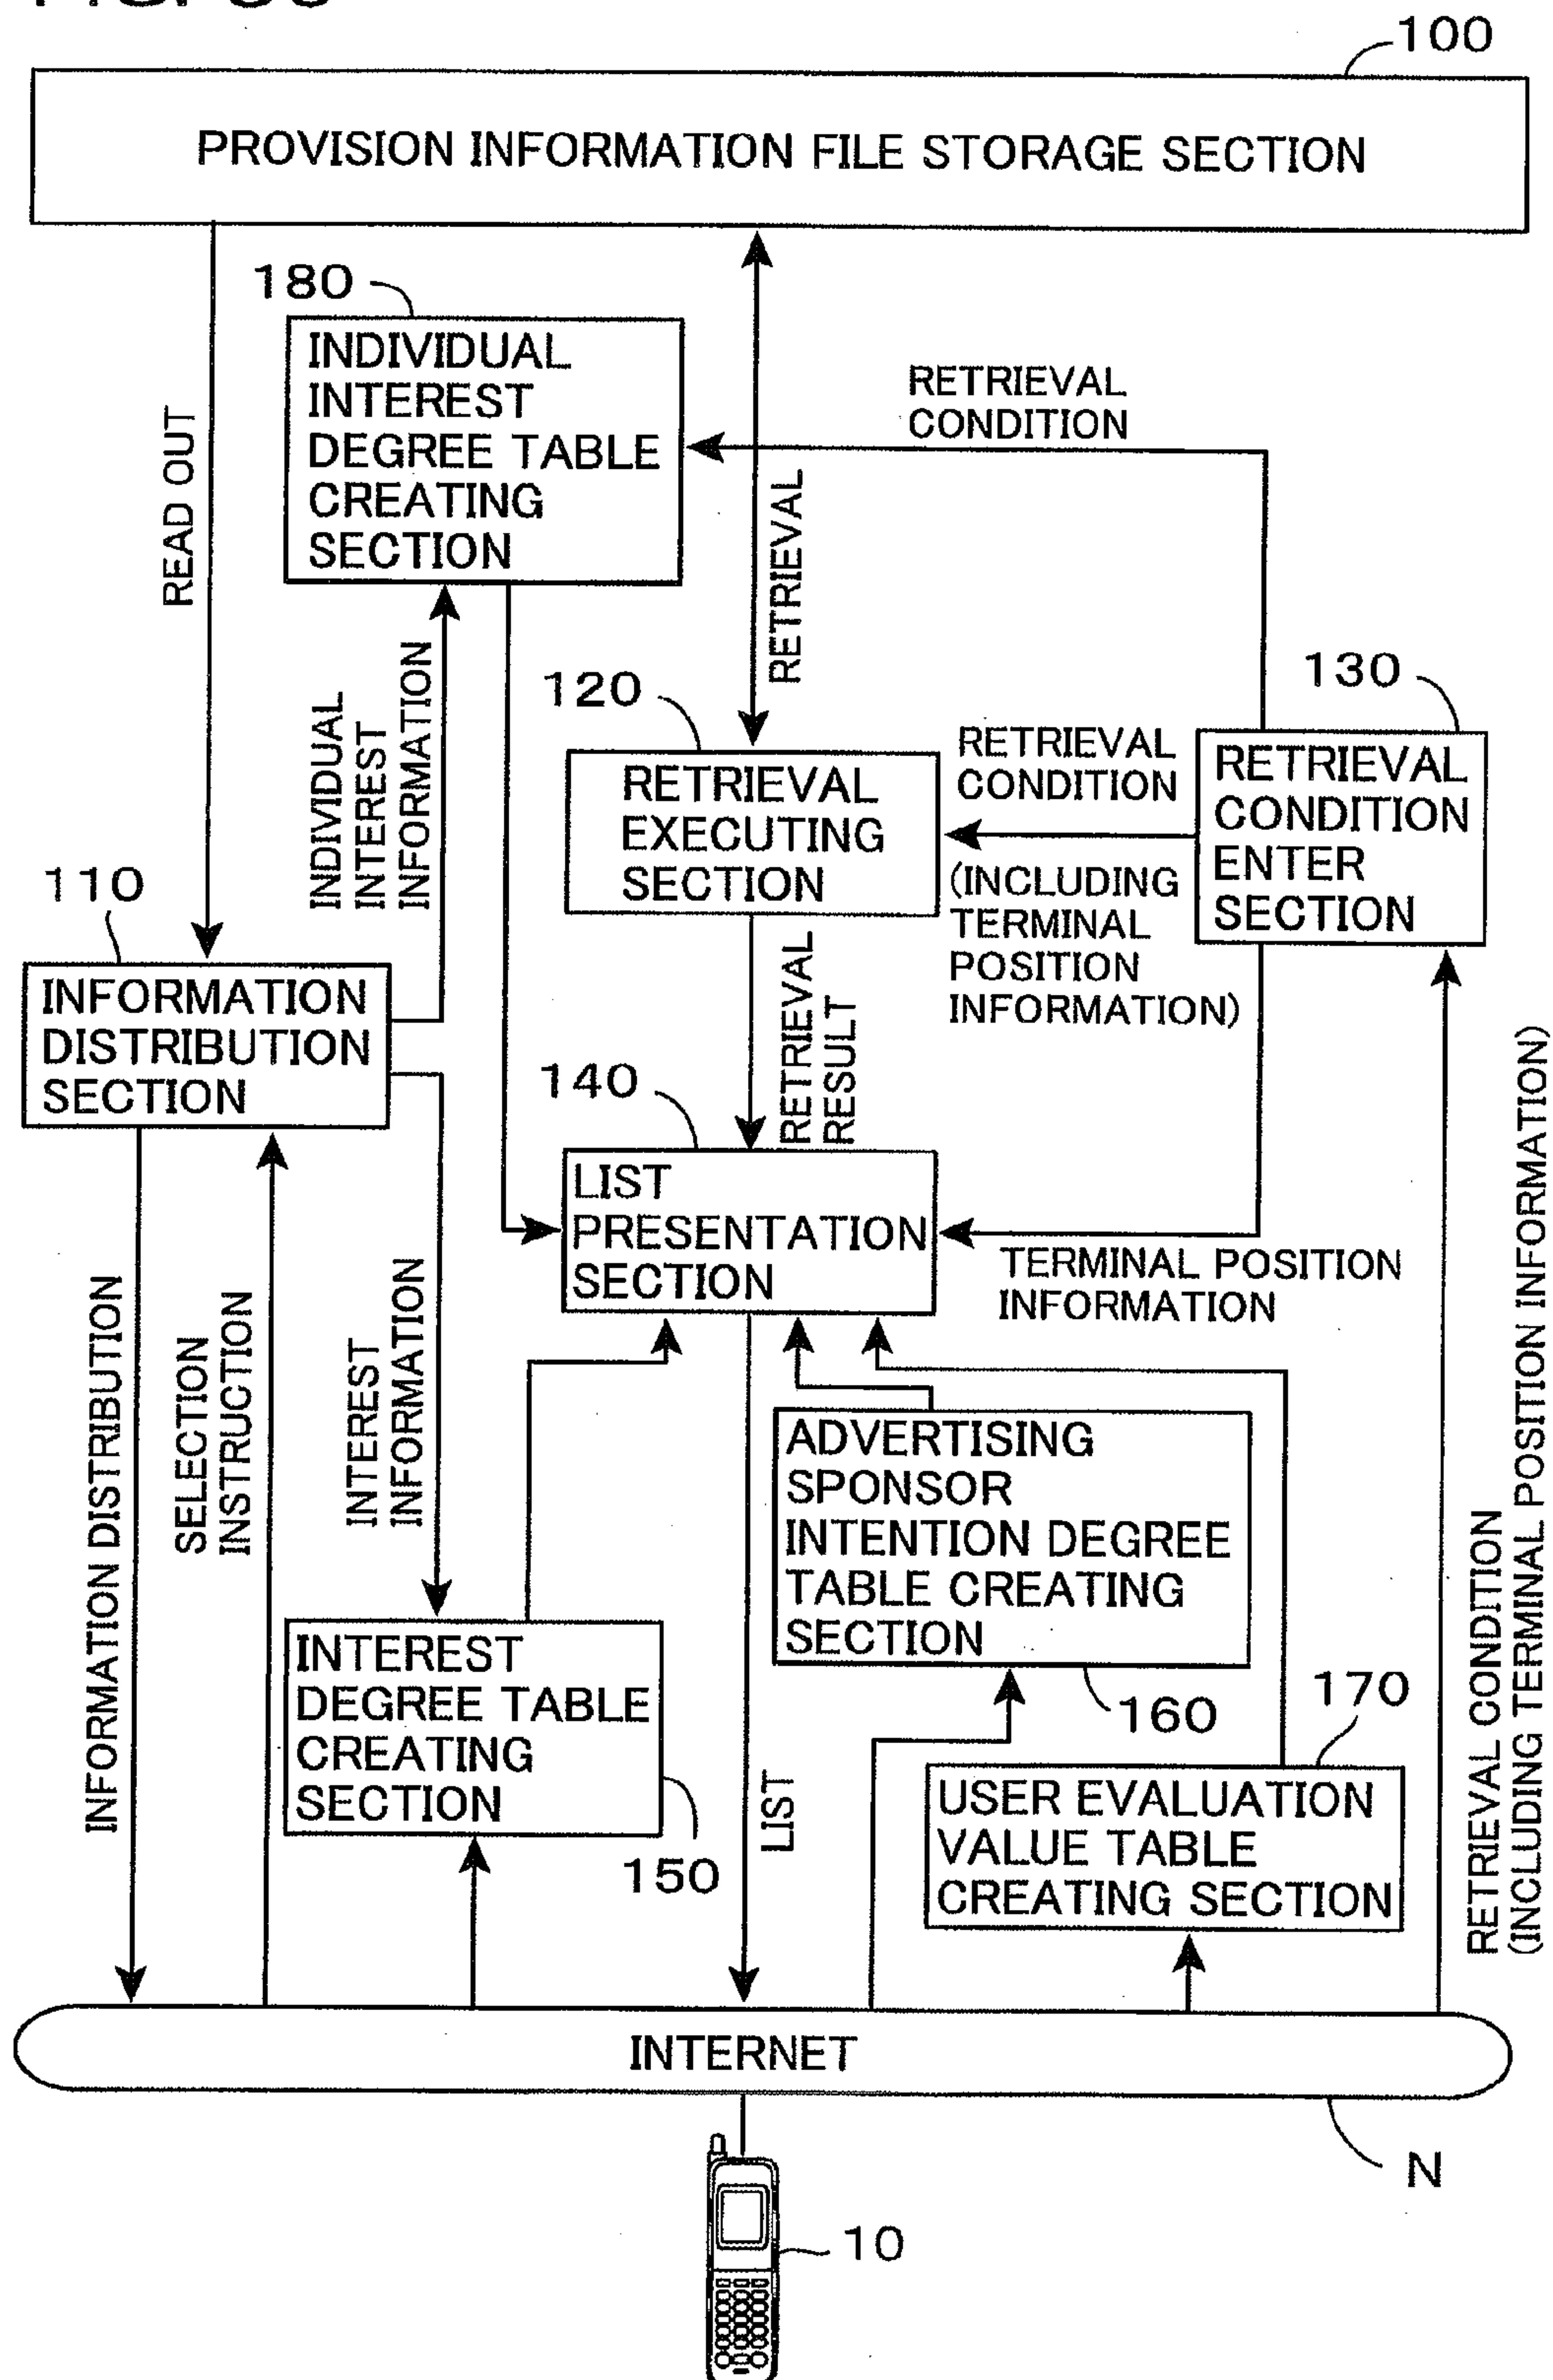 100
PROVISION INFORMATION FILE STORAGE SECTION
180
INDIVIDUAL
INTEREST
DEGREE TABLE
CREATING
SECTION
RETRIEVAL
CONDITION
READ OUT
RETRIEVAL
INDIVIDUAL
INTEREST
INFORMATION
120
130
RETRIEVAL
EXECUTING
SECTION
RETRIEVAL
CONDITION
(INCLUDING
TERMINAL
POSITION
INFORMATION)
RETRIEVAL
CONDITION
ENTER
SECTION
110
INFORMATION
DISTRIBUTION
SECTION
RETRIEVAL
RESULT
140
LIST
PRESENTATION
SECTION
TERMINAL POSITION
INFORMATION
INFORMATION DISTRIBUTION
SELECTION
INSTRUCTION
INTEREST
INFORMATION
ADVERTISING
SPONSOR
INTENTION DEGREE
TABLE CREATING
SECTION
160
170
INTEREST
DEGREE TABLE
CREATING
SECTION
150
LIST
USER EVALUATION
VALUE TABLE
CREATING SECTION
RETRIEVAL CONDITION
(INCLUDING TERMINAL POSITION INFORMATION)
INTERNET
N
10